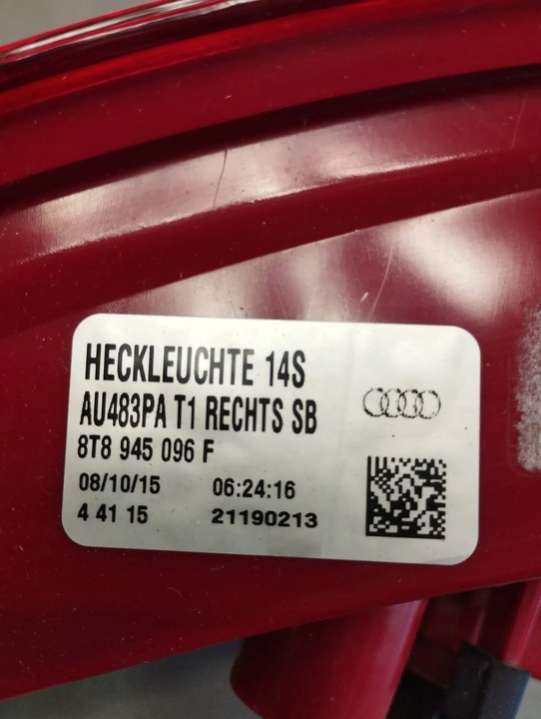 HECKLEUCHTE 14S
AU483PA T1 RECHTS SB
8T8 945 096 F
08/10/15 06:24:16
4 41 15 21190213